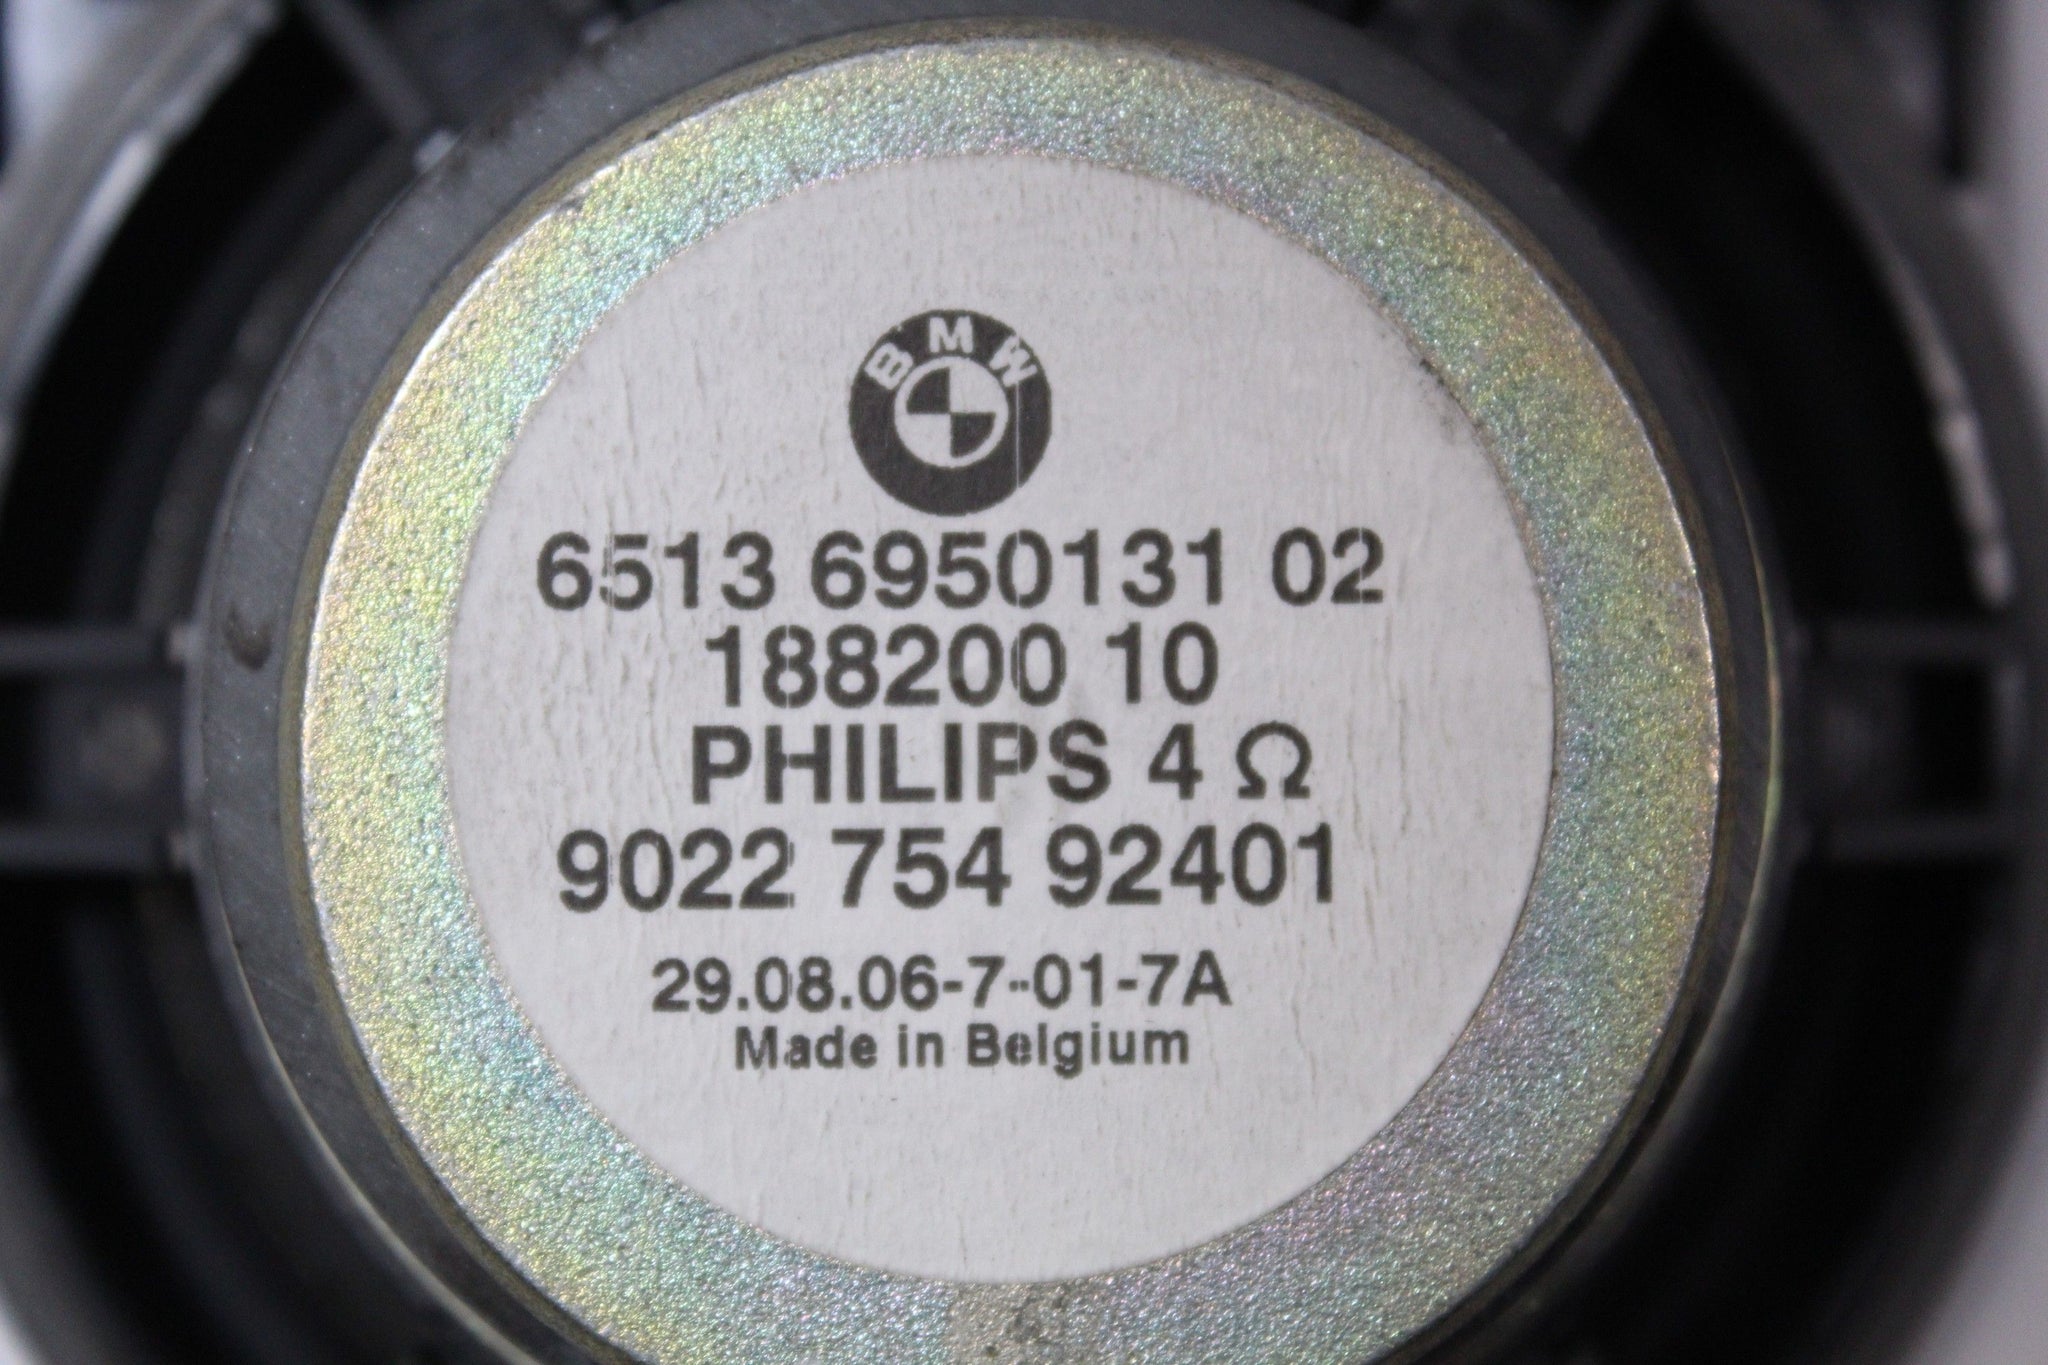 BMW
6513 6950131 02
188200 10
PHILIPS 4 Ω
9022 754 92401
29.08.06-7-01-7A
Made in Belgium